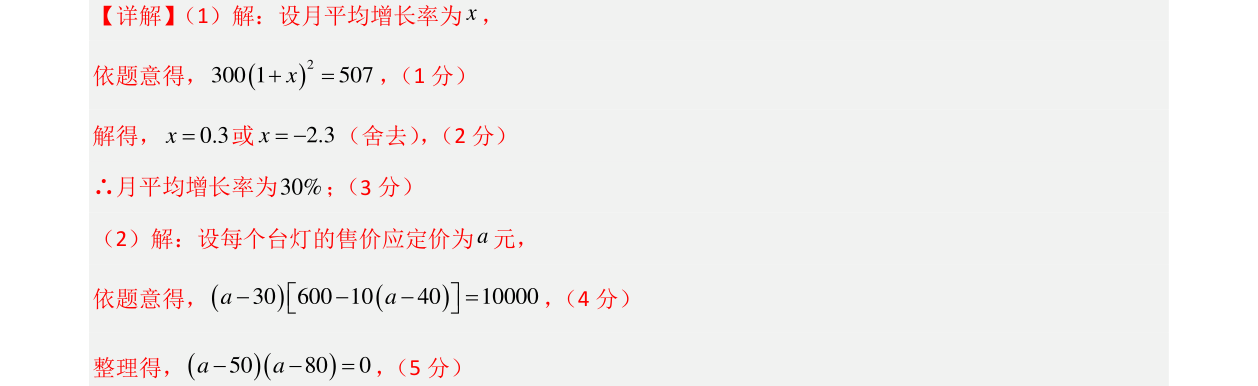 【详解】（1）解：设月平均增长率为x，
依题意得，300(1+x)²=507，（1分）
解得，x=0.3或x=−2.3（舍去），（2分）
∴月平均增长率为30%；（3分）
（2）解：设每个台灯的售价应定价为a元，
依题意得，(a−30)[600−10(a−40)]=10000，（4分）
整理得，(a−50)(a−80)=0，（5分）